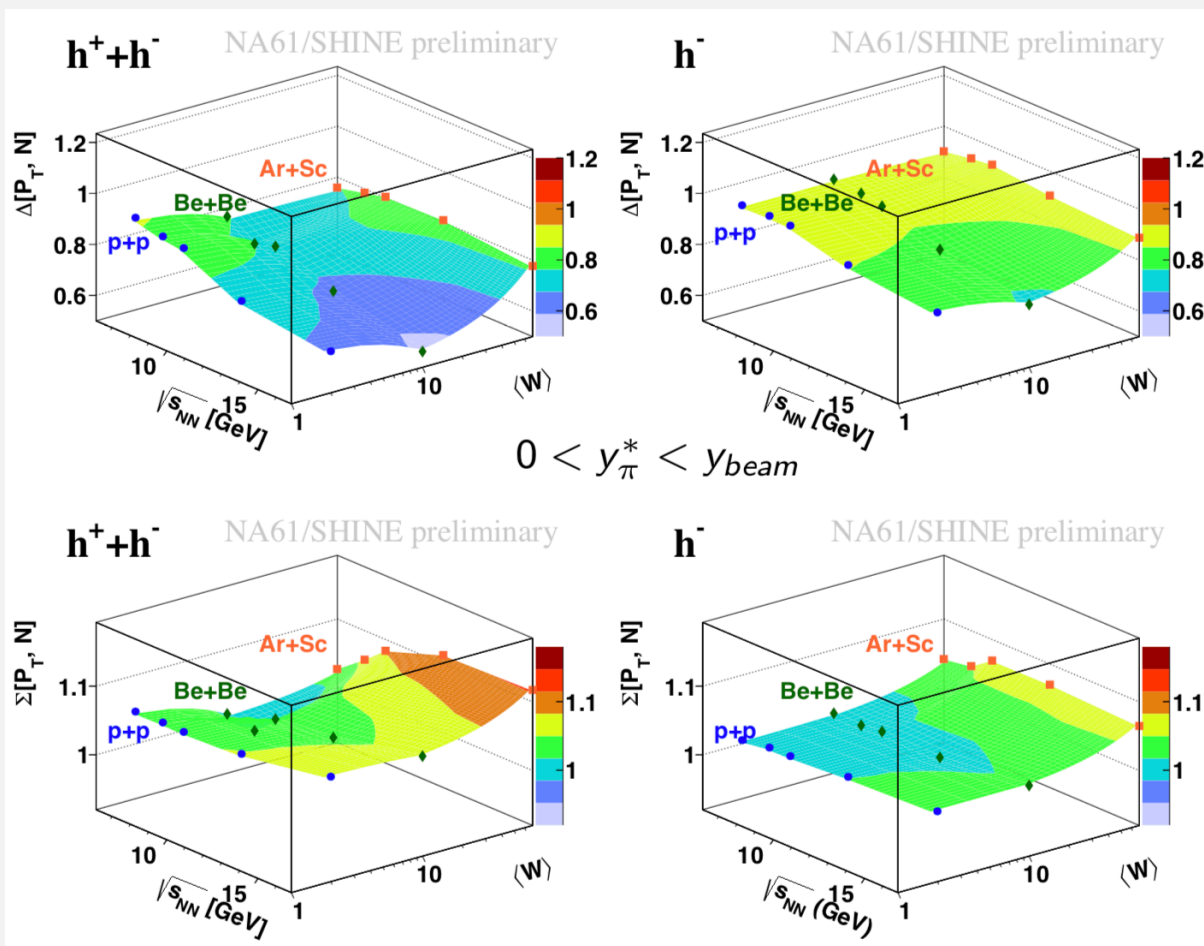 h⁺+h⁻ NA61/SHINE preliminary
Δ[P_T, N]
1.2
1
0.8
0.6
Ar+Sc
Be+Be
p+p
1.2
1
0.8
0.6
10
15
√s_NN [GeV]
1
10
⟨W⟩
h⁻ NA61/SHINE preliminary
Δ[P_T, N]
1.2
1
0.8
0.6
Ar+Sc
Be+Be
p+p
1.2
1
0.8
0.6
10
15
√s_NN [GeV]
1
10
⟨W⟩
0 < y*_π < y_beam
h⁺+h⁻ NA61/SHINE preliminary
Σ[P_T, N]
1.1
1
Ar+Sc
Be+Be
p+p
1.1
1
10
15
√s_NN [GeV]
1
10
⟨W⟩
h⁻ NA61/SHINE preliminary
Σ[P_T, N]
1.1
1
Ar+Sc
Be+Be
p+p
1.1
1
10
15
√s_NN (GeV)
1
10
⟨W⟩